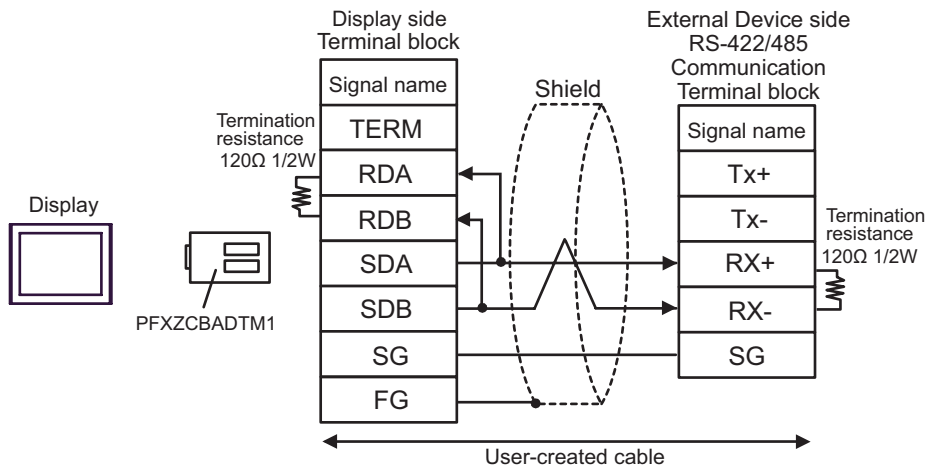 Display side
Terminal block
External Device side
RS-422/485
Communication
Terminal block
Signal name
Shield
Signal name
Termination
resistance
120Ω 1/2W
TERM
RDA
RDB
SDA
SDB
SG
FG
Tx+
Tx-
RX+
RX-
SG
Termination
resistance
120Ω 1/2W
Display
PFXZCBADTM1
User-created cable